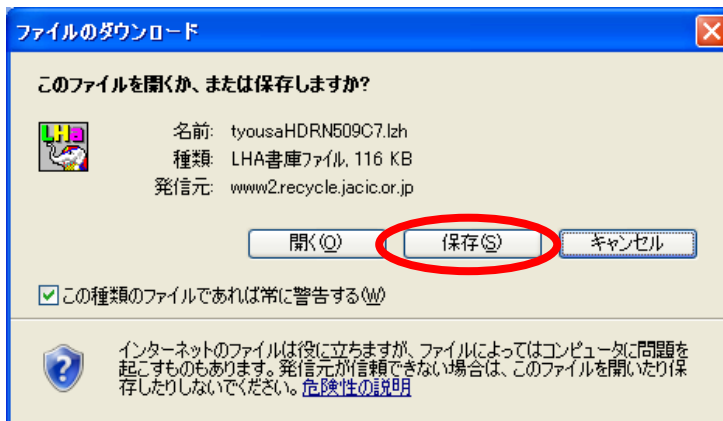 ファイルのダウンロード
このファイルを開くか、または保存しますか?
LHa
名前: tyousaHDRN509C7.lzh
種類: LHA書庫ファイル, 116 KB
発信元: www2.recycle.jacic.or.jp
開く(O) 保存(S) キャンセル
この種類のファイルであれば常に警告する(W)
インターネットのファイルは役に立ちますが、ファイルによってはコンピュータに問題を
起こすものもあります。発信元が信頼できない場合は、このファイルを開いたり保
存したりしないでください。危険性の説明